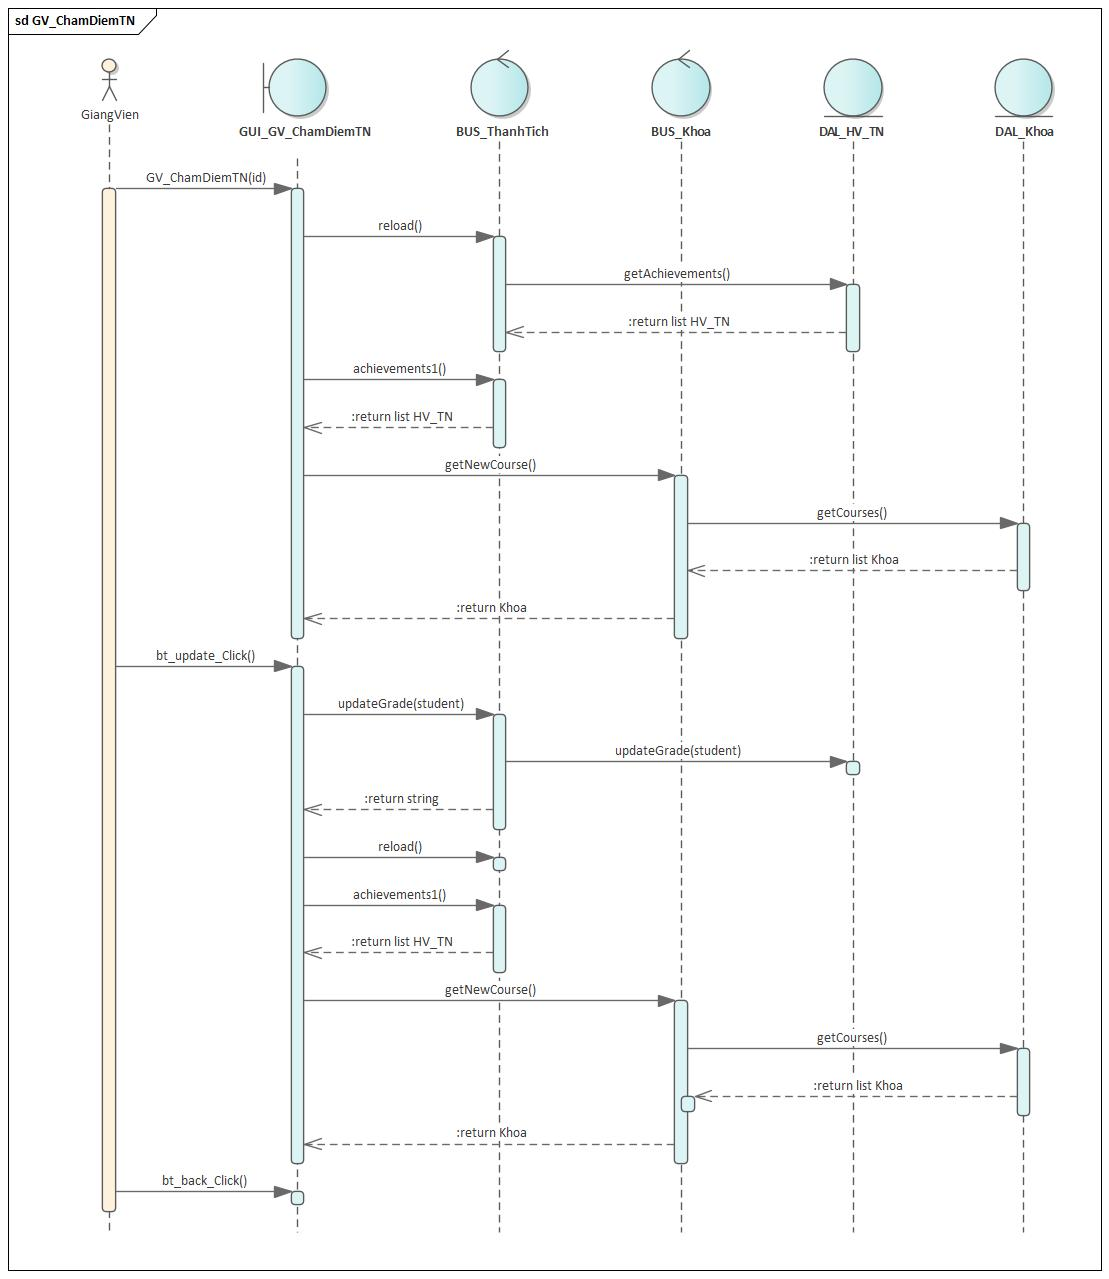 sd GV_ChamDiemTN
GiangVien
GUI_GV_ChamDiemTN
BUS_ThanhTich
BUS_Khoa
DAL_HV_TN
DAL_Khoa
GV_ChamDiemTN(id)
reload()
getAchievements()
:return list HV_TN
achievements1()
:return list HV_TN
getNewCourse()
getCourses()
:return list Khoa
:return Khoa
bt_update_Click()
updateGrade(student)
updateGrade(student)
:return string
reload()
achievements1()
:return list HV_TN
getNewCourse()
getCourses()
:return list Khoa
:return Khoa
bt_back_Click()